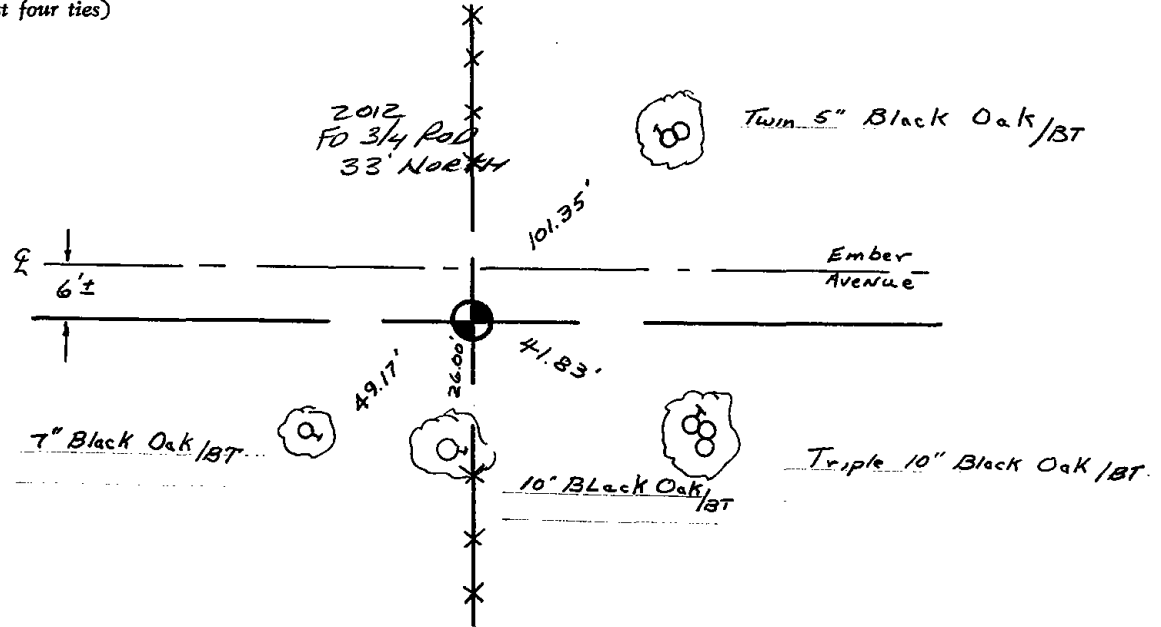 t four ties)
2012
FO 3/4 ROD
33' NORTH
Twin 5" Black Oak/BT
101.35'
℄
6'±
Ember
Avenue
49.17'
26.00'
41.83'
7" Black Oak/BT
10" BLack Oak/BT
Triple 10" Black Oak/BT